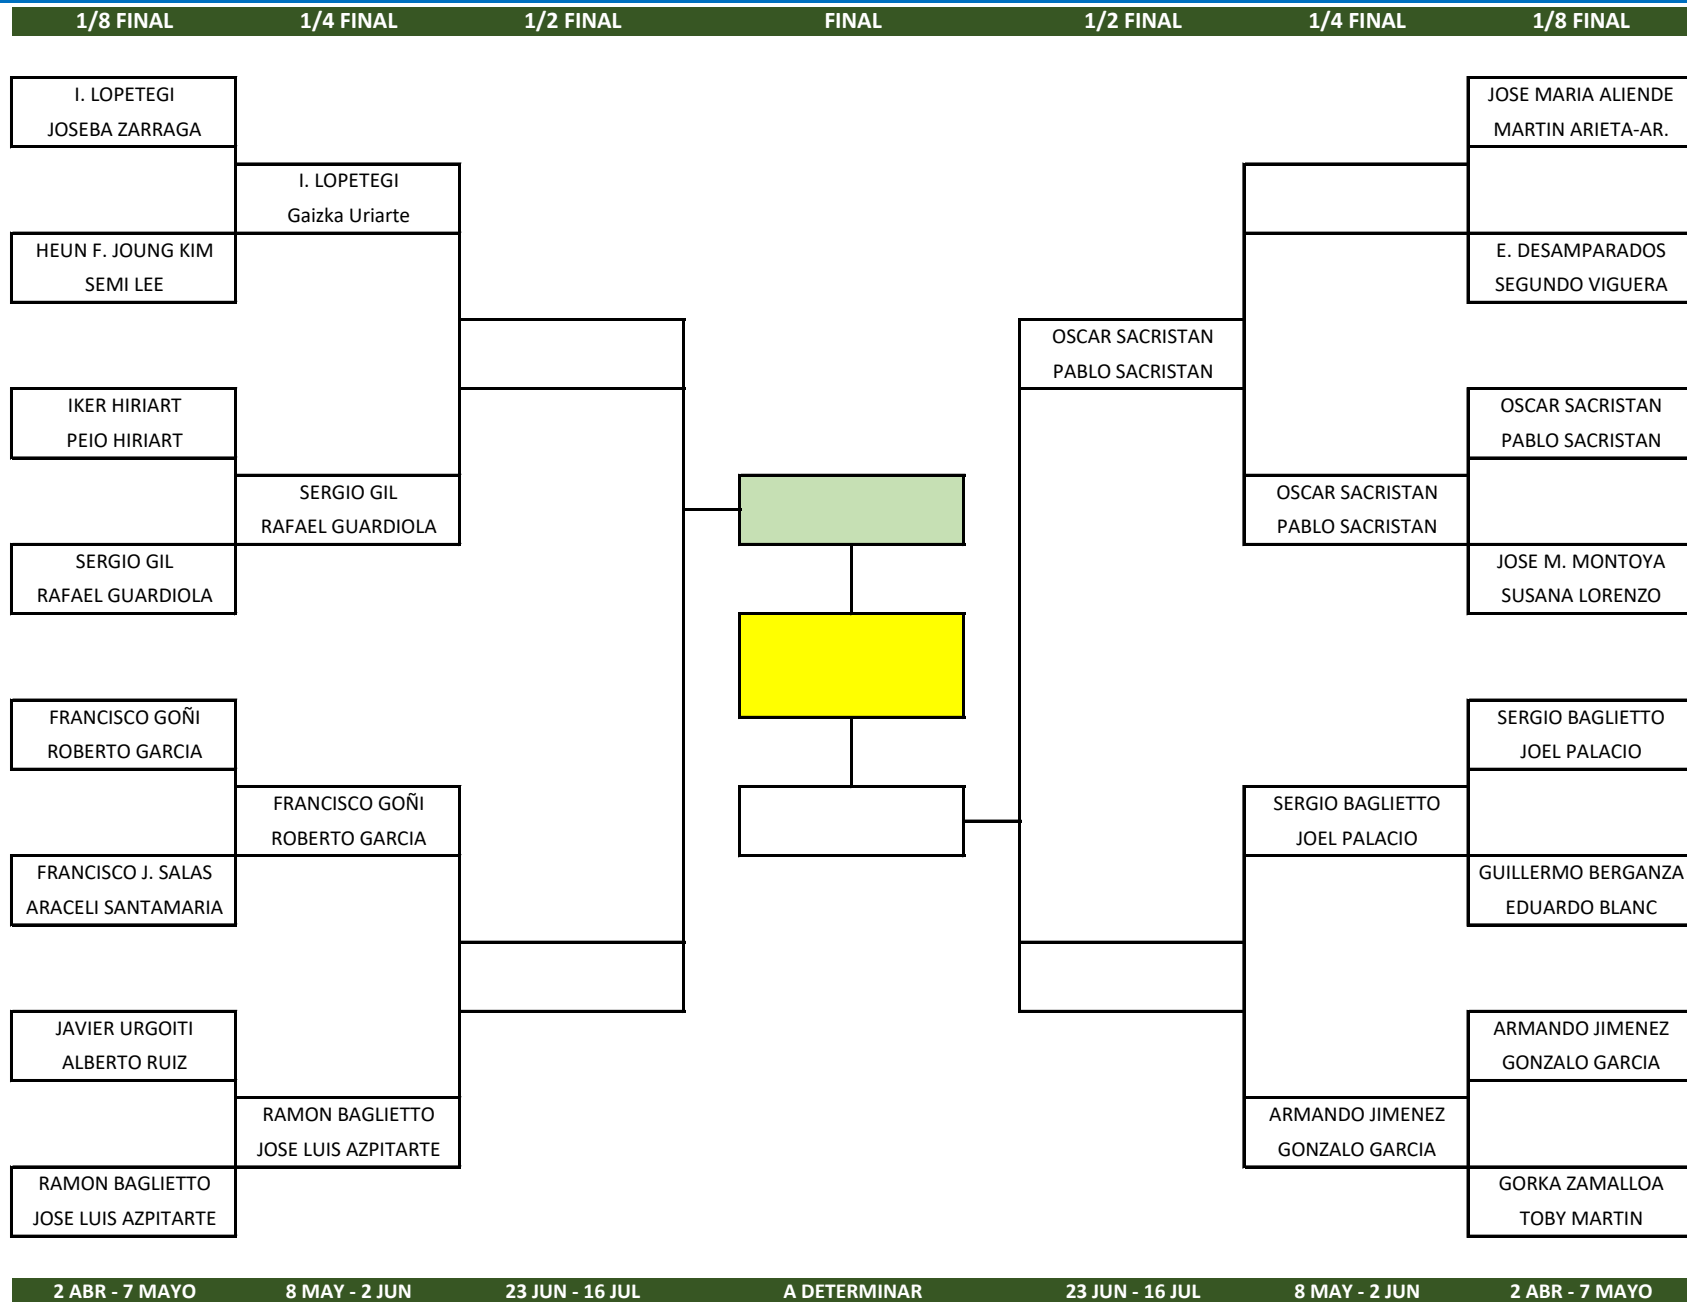 1/8 FINAL 1/4 FINAL 1/2 FINAL FINAL 1/2 FINAL 1/4 FINAL 1/8 FINAL
I. LOPETEGI JOSE MARIA ALIENDE
JOSEBA ZARRAGA MARTIN ARIETA-AR.
I. LOPETEGI
Gaizka Uriarte
HEUN F. JOUNG KIM E. DESAMPARADOS
SEMI LEE SEGUNDO VIGUERA
OSCAR SACRISTAN
PABLO SACRISTAN
IKER HIRIART OSCAR SACRISTAN
PEIO HIRIART PABLO SACRISTAN
SERGIO GIL OSCAR SACRISTAN
RAFAEL GUARDIOLA PABLO SACRISTAN
SERGIO GIL JOSE M. MONTOYA
RAFAEL GUARDIOLA SUSANA LORENZO
FRANCISCO GOÑI SERGIO BAGLIETTO
ROBERTO GARCIA JOEL PALACIO
FRANCISCO GOÑI SERGIO BAGLIETTO
ROBERTO GARCIA JOEL PALACIO
FRANCISCO J. SALAS GUILLERMO BERGANZA
ARACELI SANTAMARIA EDUARDO BLANC
JAVIER URGOITI ARMANDO JIMENEZ
ALBERTO RUIZ GONZALO GARCIA
RAMON BAGLIETTO ARMANDO JIMENEZ
JOSE LUIS AZPITARTE GONZALO GARCIA
RAMON BAGLIETTO GORKA ZAMALLOA
JOSE LUIS AZPITARTE TOBY MARTIN
2 ABR - 7 MAYO 8 MAY - 2 JUN 23 JUN - 16 JUL A DETERMINAR 23 JUN - 16 JUL 8 MAY - 2 JUN 2 ABR - 7 MAYO